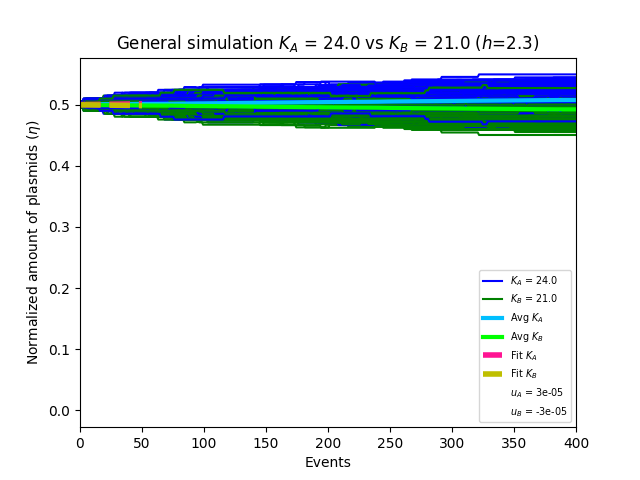 General simulation K_A = 24.0 vs K_B = 21.0 (h=2.3)
Normalized amount of plasmids (η)
0.5
0.4
0.3
0.2
0.1
0.0
K_A = 24.0
K_B = 21.0
Avg K_A
Avg K_B
Fit K_A
Fit K_B
u_A = 3e-05
u_B = -3e-05
0 50 100 150 200 250 300 350 400
Events